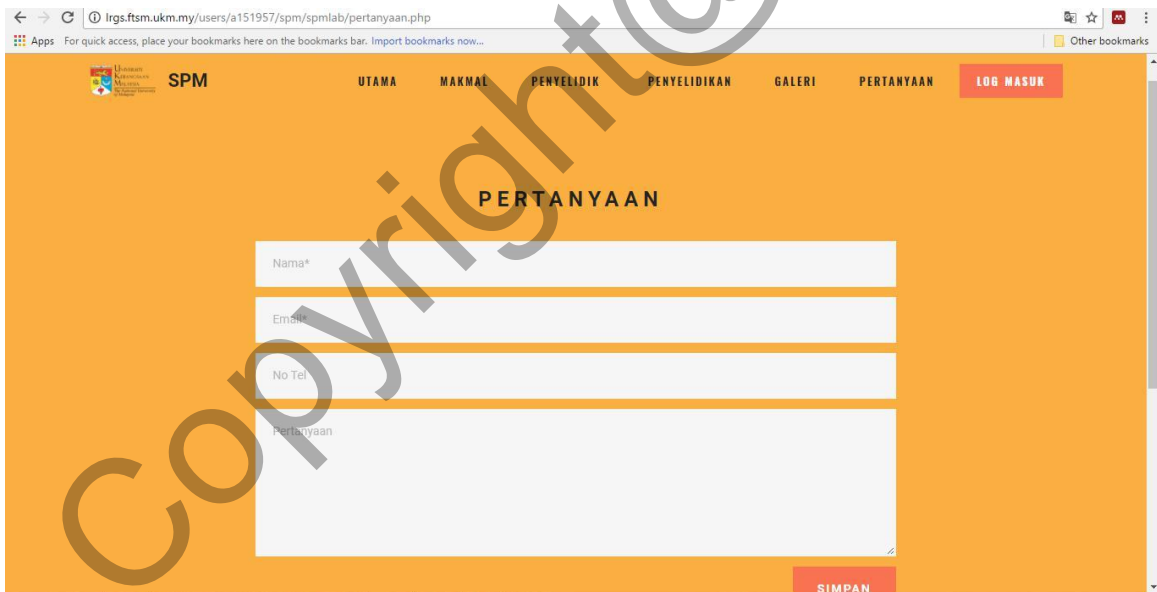 lrgs.ftsm.ukm.my/users/a151957/spm/spmlab/pertanyaan.php
Apps For quick access, place your bookmarks here on the bookmarks bar. Import bookmarks now... Other bookmarks
SPM UTAMA MAKMAL PENYELIDIK PENYELIDIKAN GALERI PERTANYAAN LOG MASUK
PERTANYAAN
Nama*
Email*
No Tel
Pertanyaan
SIMPAN
Copyright@